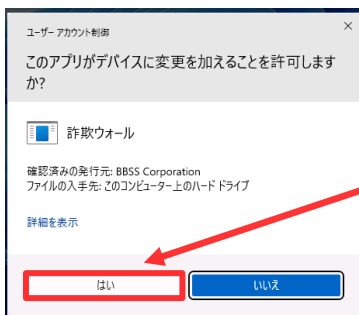 ユーザー アカウント制御
このアプリがデバイスに変更を加えることを許可します
か?
詐欺ウォール
確認済みの発行元: BBSS Corporation
ファイルの入手先: このコンピューター上のハード ドライブ
詳細を表示
はい
いいえ